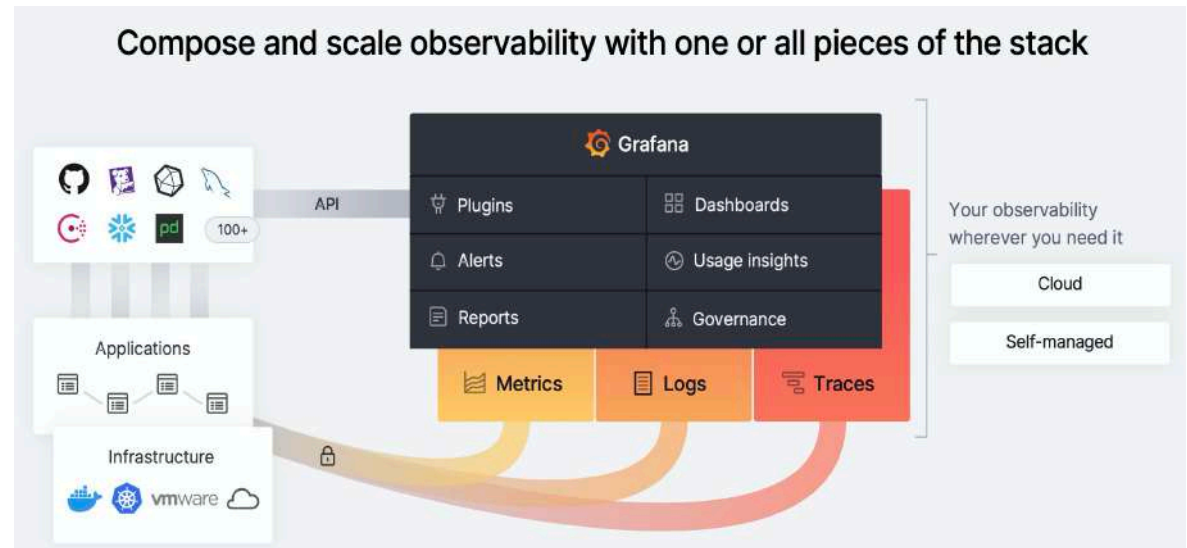 Compose and scale observability with one or all pieces of the stack
Grafana
API
Plugins
Dashboards
pd
100+
Alerts
Usage insights
Reports
Governance
Your observability
wherever you need it
Cloud
Self-managed
Applications
Metrics
Logs
Traces
Infrastructure
vmware